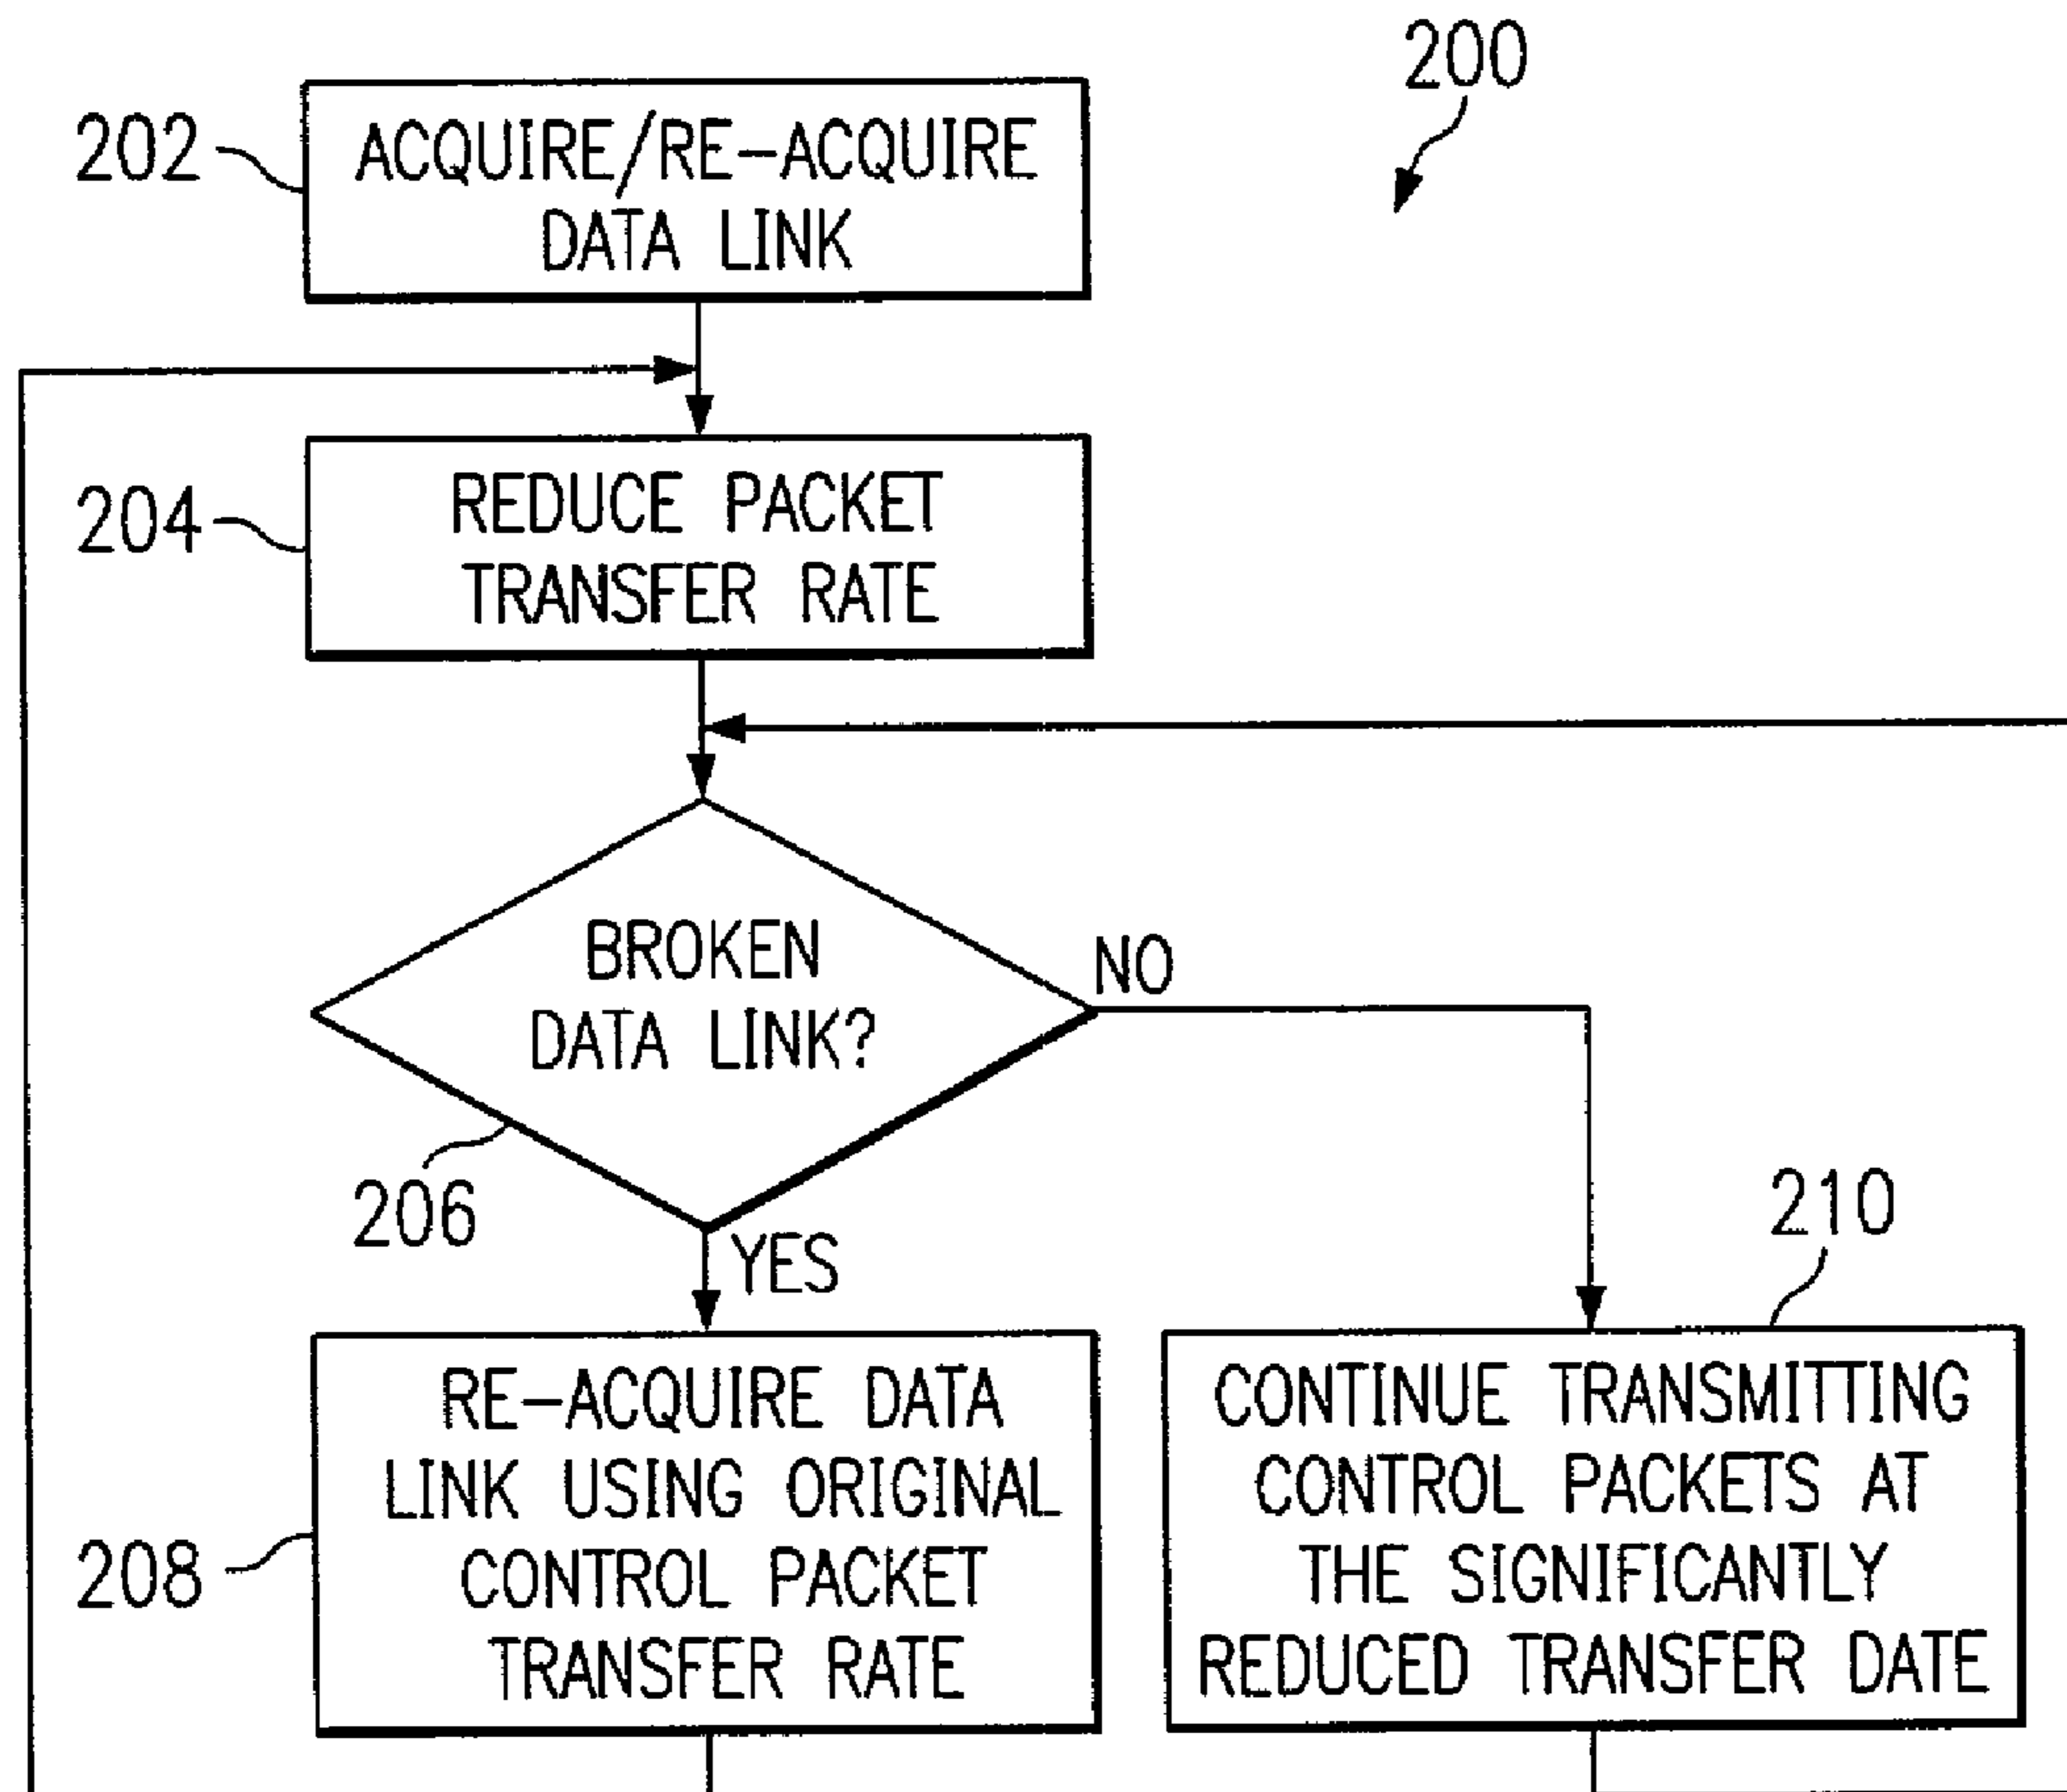 200
202
ACQUIRE/RE-ACQUIRE
DATA LINK
204
REDUCE PACKET
TRANSFER RATE
BROKEN
DATA LINK?
NO
206
YES
210
208
RE-ACQUIRE DATA
LINK USING ORIGINAL
CONTROL PACKET
TRANSFER RATE
CONTINUE TRANSMITTING
CONTROL PACKETS AT
THE SIGNIFICANTLY
REDUCED TRANSFER DATE